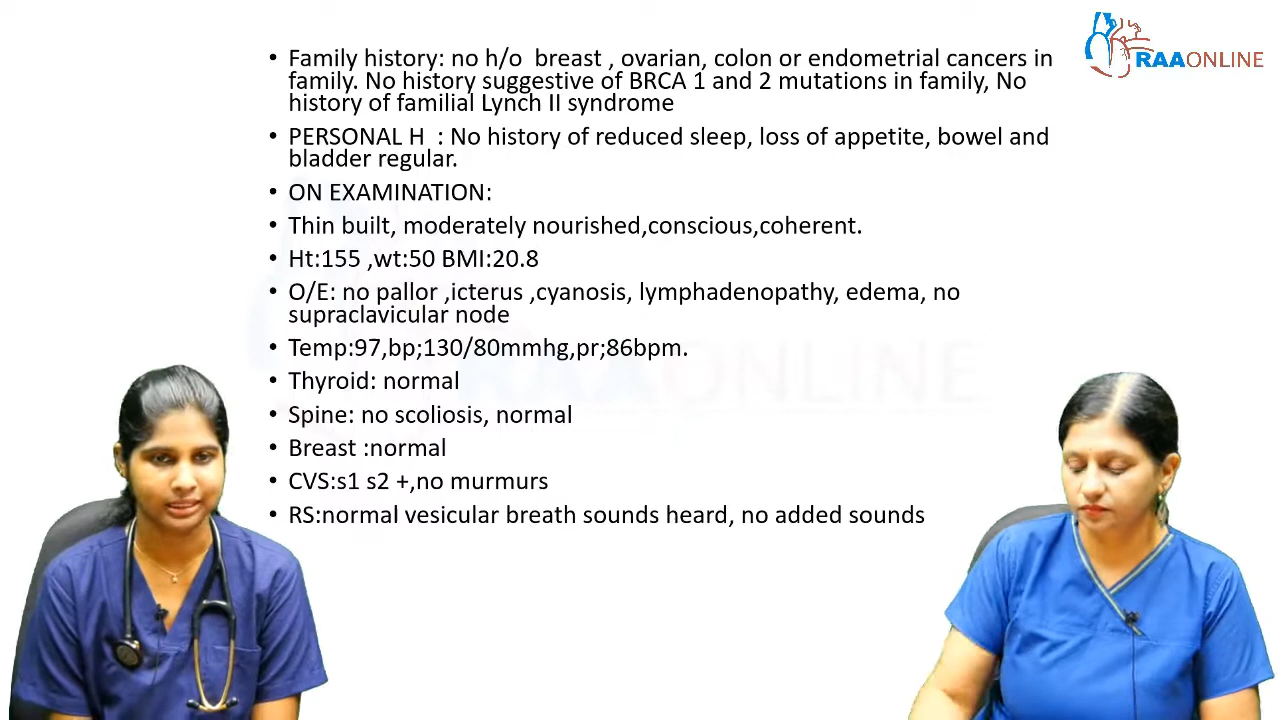 RAAONLINE
• Family history: no h/o breast , ovarian, colon or endometrial cancers in
family. No history suggestive of BRCA 1 and 2 mutations in family, No
history of familial Lynch II syndrome
• PERSONAL H : No history of reduced sleep, loss of appetite, bowel and
bladder regular.
• ON EXAMINATION:
• Thin built, moderately nourished,conscious,coherent.
• Ht:155 ,wt:50 BMI:20.8
• O/E: no pallor ,icterus ,cyanosis, lymphadenopathy, edema, no
supraclavicular node
• Temp:97,bp;130/80mmhg,pr;86bpm.
• Thyroid: normal
• Spine: no scoliosis, normal
• Breast :normal
• CVS:s1 s2 +,no murmurs
• RS:normal vesicular breath sounds heard, no added sounds
RAAONLINE